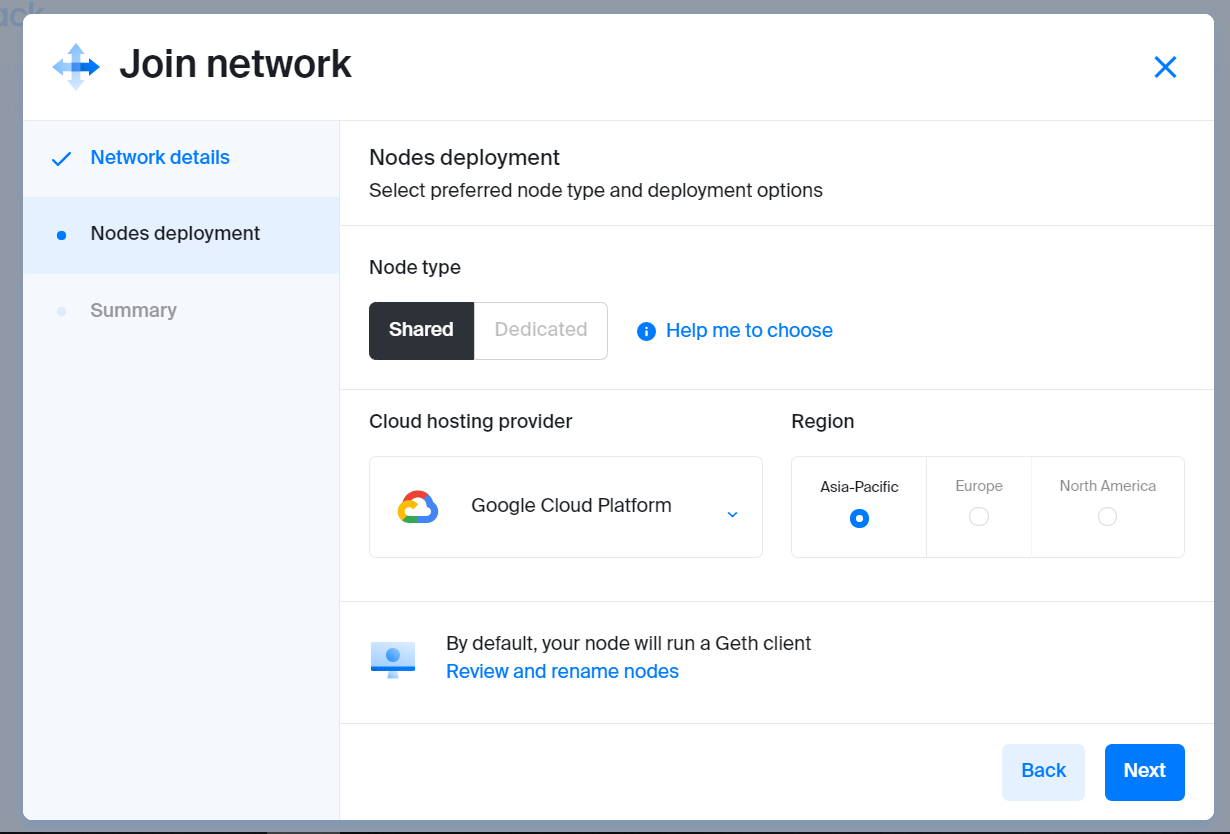 Join network
Network details
Nodes deployment
Summary
Nodes deployment
Select preferred node type and deployment options
Node type
Shared Dedicated Help me to choose
Cloud hosting provider
Google Cloud Platform
Region
Asia-Pacific Europe North America
By default, your node will run a Geth client
Review and rename nodes
Back Next